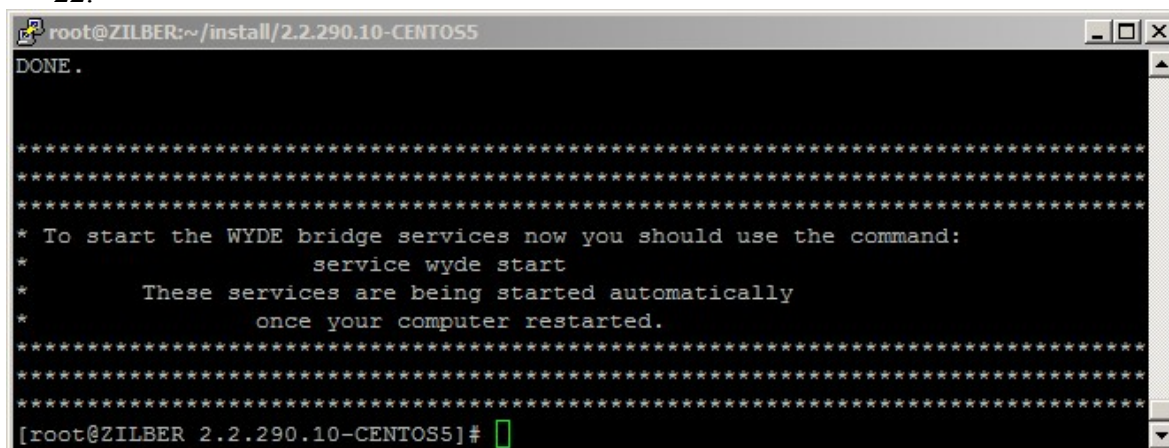 22.
root@ZILBER:~/install/2.2.290.10-CENTOS5
DONE.
*******************************************************************************
*******************************************************************************
*******************************************************************************
* To start the WYDE bridge services now you should use the command:
*                    service wyde start
*        These services are being started automatically
*                once your computer restarted.
*******************************************************************************
*******************************************************************************
*******************************************************************************
[root@ZILBER 2.2.290.10-CENTOS5]#